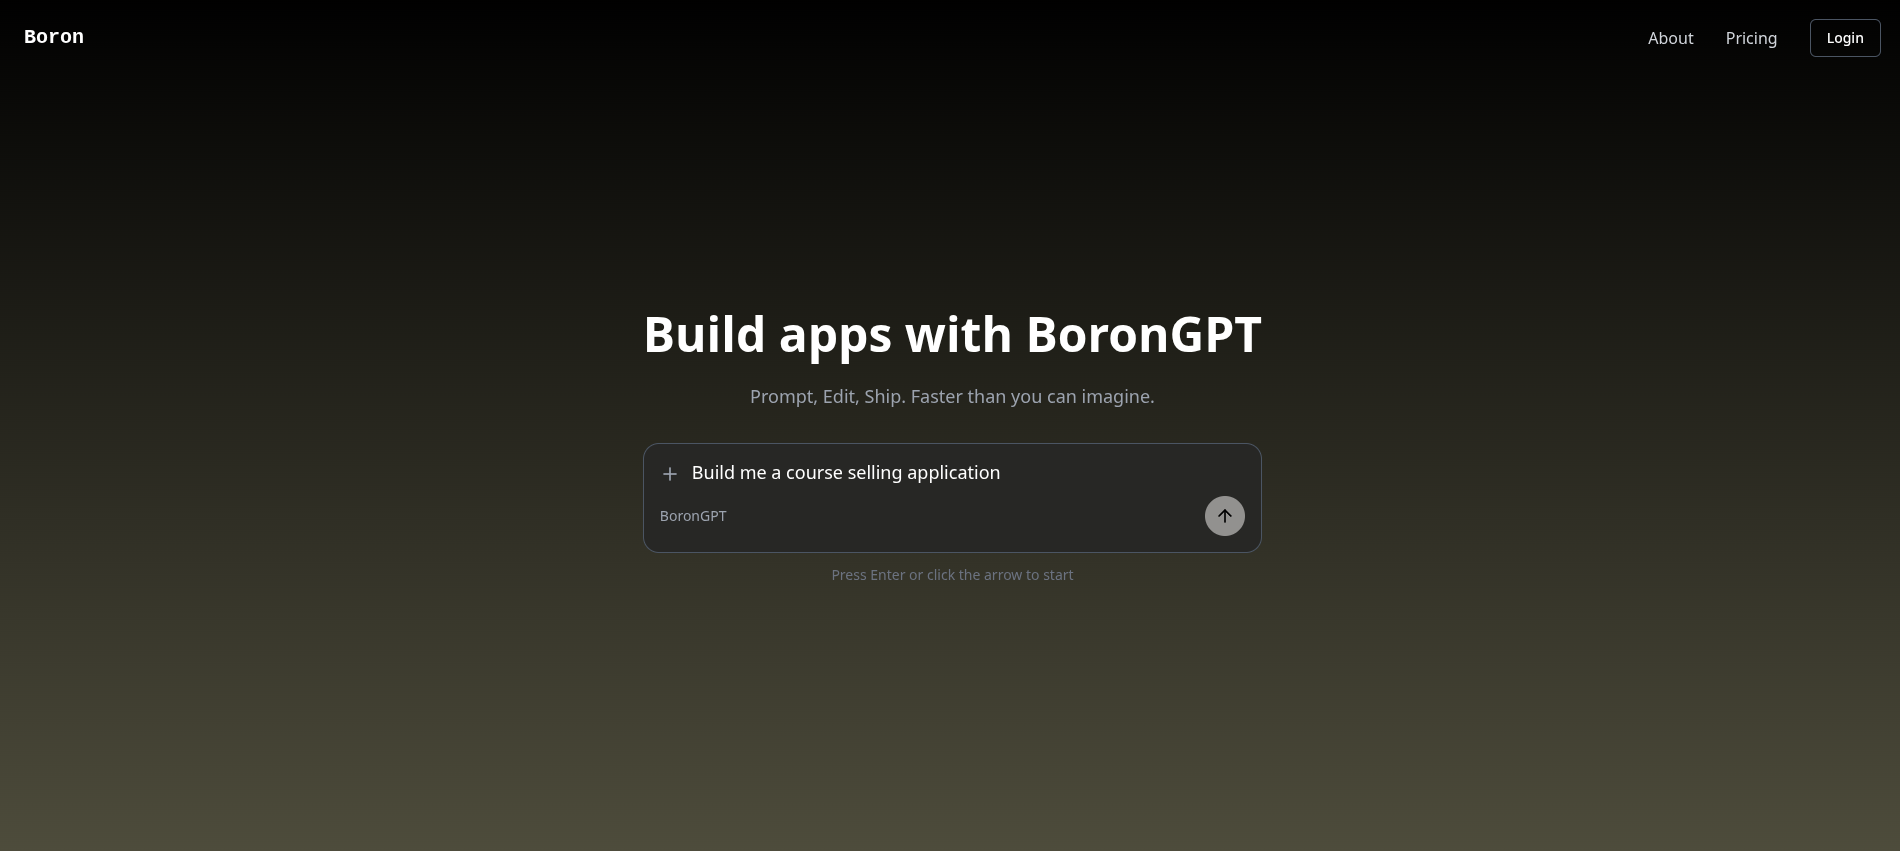 Boron
About
Pricing
Login
Build apps with BoronGPT
Prompt, Edit, Ship. Faster than you can imagine.
Build me a course selling application
BoronGPT
Press Enter or click the arrow to start